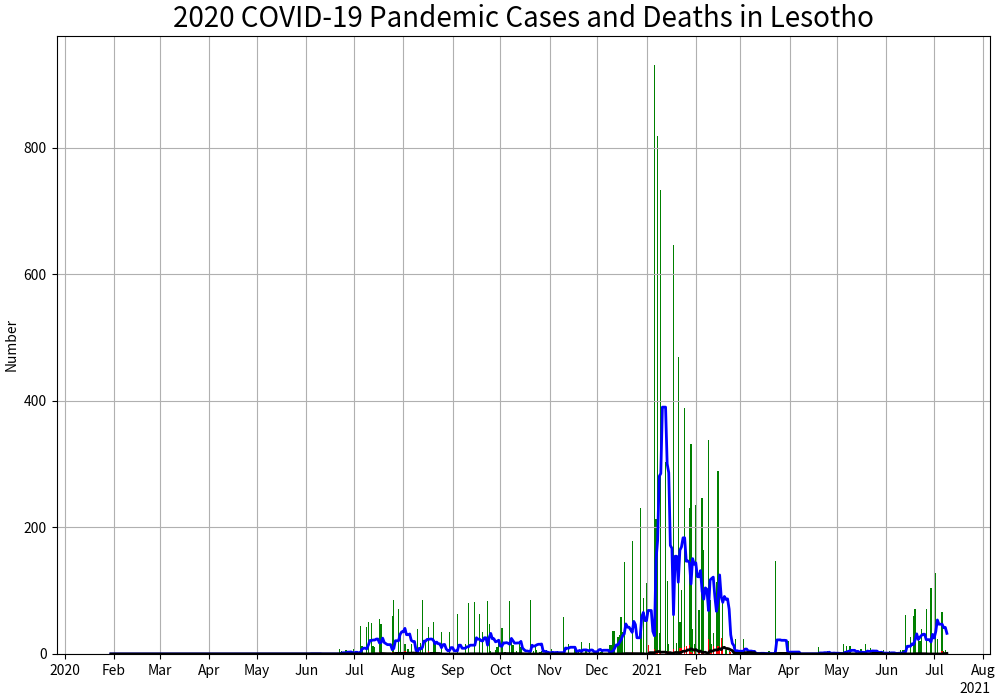 2020 COVID-19 Pandemic Cases and Deaths in Lesotho
Number
800
600
400
200
0
2020 Feb Mar Apr May Jun Jul Aug Sep Oct Nov Dec 2021 Feb Mar Apr May Jun Jul Aug
2021